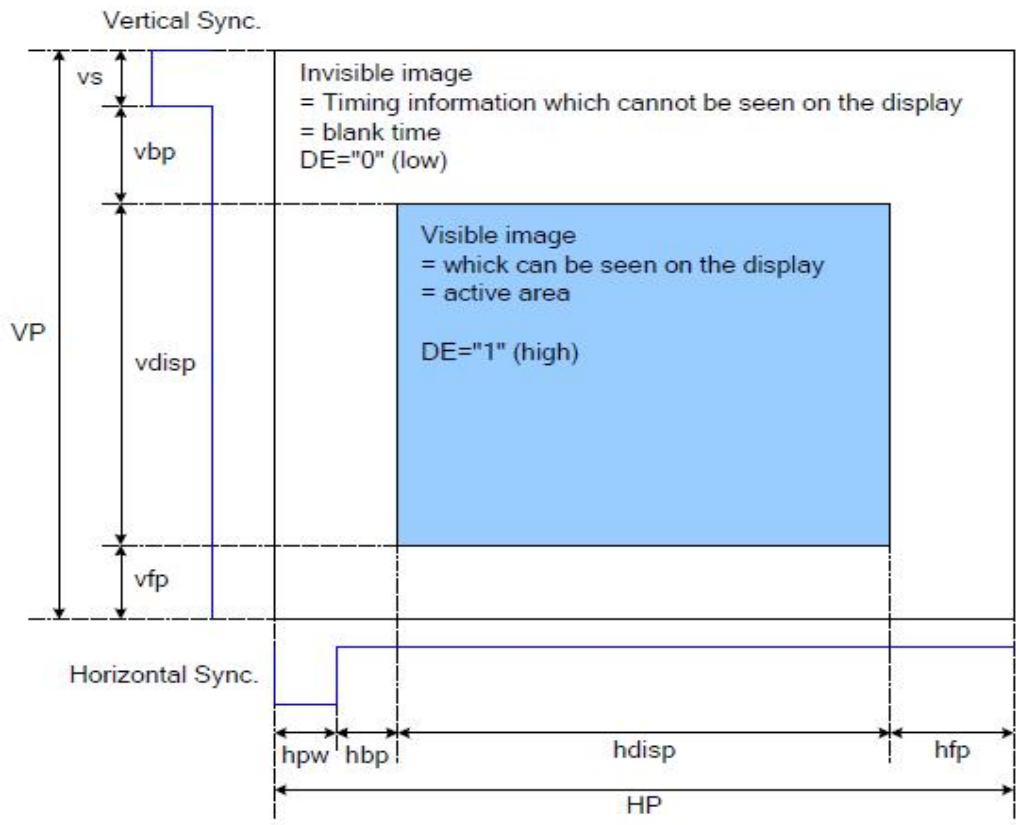 Vertical Sync.
vs
Invisible image
= Timing information which cannot be seen on the display
= blank time
DE="0" (low)
vbp
Visible image
= whick can be seen on the display
= active area
DE="1" (high)
VP
vdisp
vfp
Horizontal Sync.
hpw
hbp
hdisp
hfp
HP